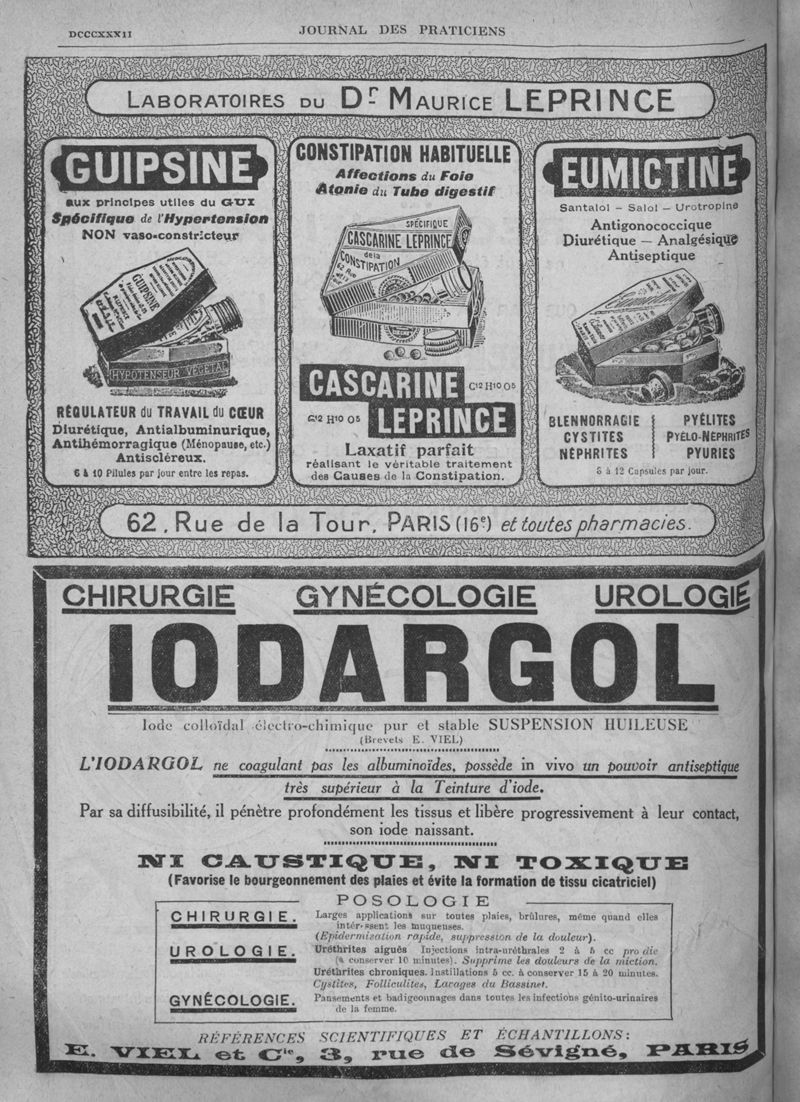 DCCCXXXII
JOURNAL DES PRATICIENS
LABORATOIRES DU Dr MAURICE LEPRINCE
GUIPSINE
aux principes utiles du GUI
Spécifique de l'Hypertension
NON vaso-constricteur
GUIPSINE
LEPRINCE
HYPOTENSEUR VÉGÉTAL
RÉGULATEUR du TRAVAIL du CŒUR
Diurétique, Antialbuminurique,
Antihémorragique (Ménopause, etc.)
Antiscléreux.
6 à 10 Pilules par jour entre les repas.
CONSTIPATION HABITUELLE
Affections du Foie
Atonie du Tube digestif
SPÉCIFIQUE
CASCARINE LEPRINCE
de la
CONSTIPATION
62 Rue
CASCARINE
C12 H10 O5
C12 H10 O5
LEPRINCE
Laxatif parfait
réalisant le véritable traitement
des Causes de la Constipation.
EUMICTINE
Santalol — Salol — Urotropine
Antigonococcique
Diurétique — Analgésique
Antiseptique
BLENNORRAGIE
CYSTITES
NÉPHRITES
PYÉLITES
PYÉLO-NÉPHRITES
PYURIES
à 12 Capsules par jour.
62, Rue de la Tour, PARIS (16e) et toutes pharmacies.
CHIRURGIE GYNÉCOLOGIE UROLOGIE
IODARGOL
Iode colloïdal électro-chimique pur et stable SUSPENSION HUILEUSE
(Brevets E. VIEL)
L'IODARGOL ne coagulant pas les albuminoïdes, possède in vivo un pouvoir antiseptique
très supérieur à la Teinture d'iode.
Par sa diffusibilité, il pénètre profondément les tissus et libère progressivement à leur contact,
son iode naissant.
NI CAUSTIQUE, NI TOXIQUE
(Favorise le bourgeonnement des plaies et évite la formation de tissu cicatriciel)
POSOLOGIE
CHIRURGIE.
Larges applications sur toutes plaies, brûlures, même quand elles
intéressent les muqueuses.
(Epidermisation rapide, suppression de la douleur).
UROLOGIE.
Uréthrites aiguës Injections intra-uréthrales 2 à 5 cc pro die
(à conserver 10 minutes). Supprime les douleurs de la miction.
Uréthrites chroniques. Instillations 5 cc. à conserver 15 à 20 minutes.
Cystites, Folliculites, Lavages du Bassinet.
GYNÉCOLOGIE.
Pansements et badigeonnages dans toutes les infections génito-urinaires
de la femme.
RÉFÉRENCES SCIENTIFIQUES ET ÉCHANTILLONS:
E. VIEL et Cie, 3, rue de Sévigné, PARIS